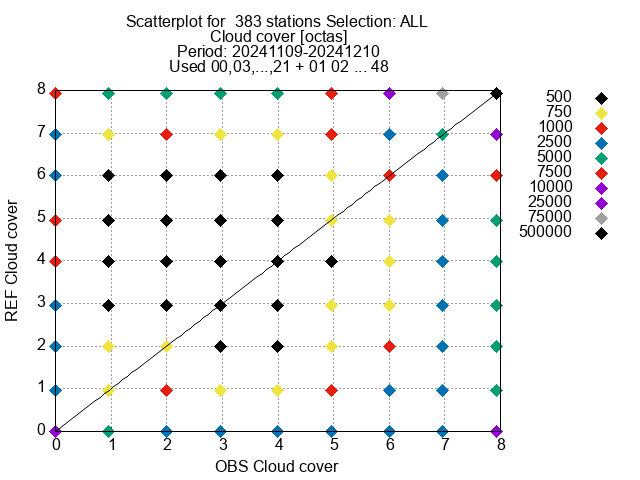 Scatterplot for  383 stations Selection: ALL
Cloud cover [octas]
Period: 20241109-20241210
Used 00,03,...,21 + 01 02 ... 48
8
7
6
5
4
3
2
1
0
0 1 2 3 4 5 6 7 8
REF Cloud cover
OBS Cloud cover
500
750
1000
2500
5000
7500
10000
25000
75000
500000